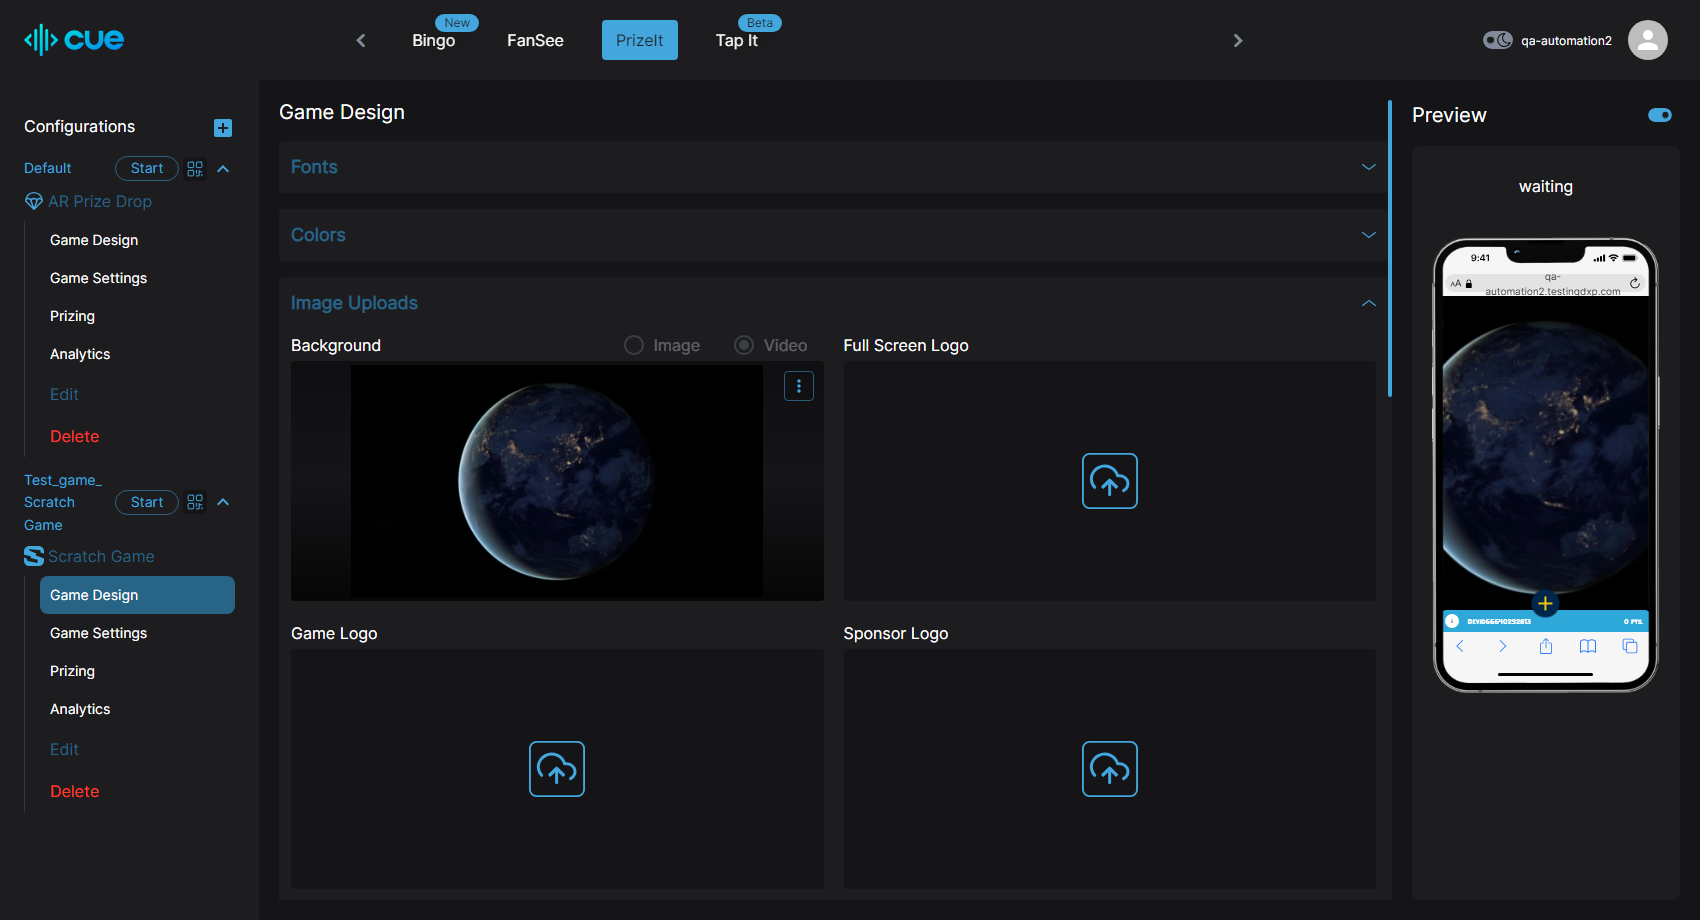 cue
New
Bingo
FanSee
PrizeIt
Beta
Tap It
qa-automation2
Configurations
Default
Start
AR Prize Drop
Game Design
Game Settings
Prizing
Analytics
Edit
Delete
Test_game_
Scratch
Game
Start
Scratch Game
Game Design
Game Settings
Prizing
Analytics
Edit
Delete
Game Design
Fonts
Colors
Image Uploads
Background
Image
Video
Full Screen Logo
Game Logo
Sponsor Logo
Preview
waiting
9:41
AA
qa-
automation2.testingdxp.com
0 PTS.